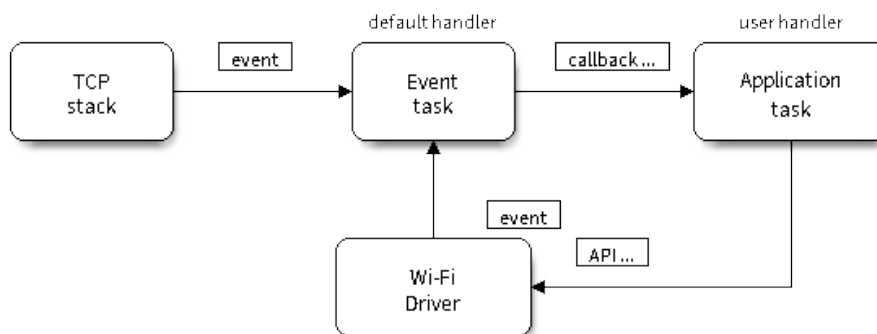 default handler
user handler
event
callback ...
TCP
stack
Event
task
Application
task
event
API ...
Wi-Fi
Driver